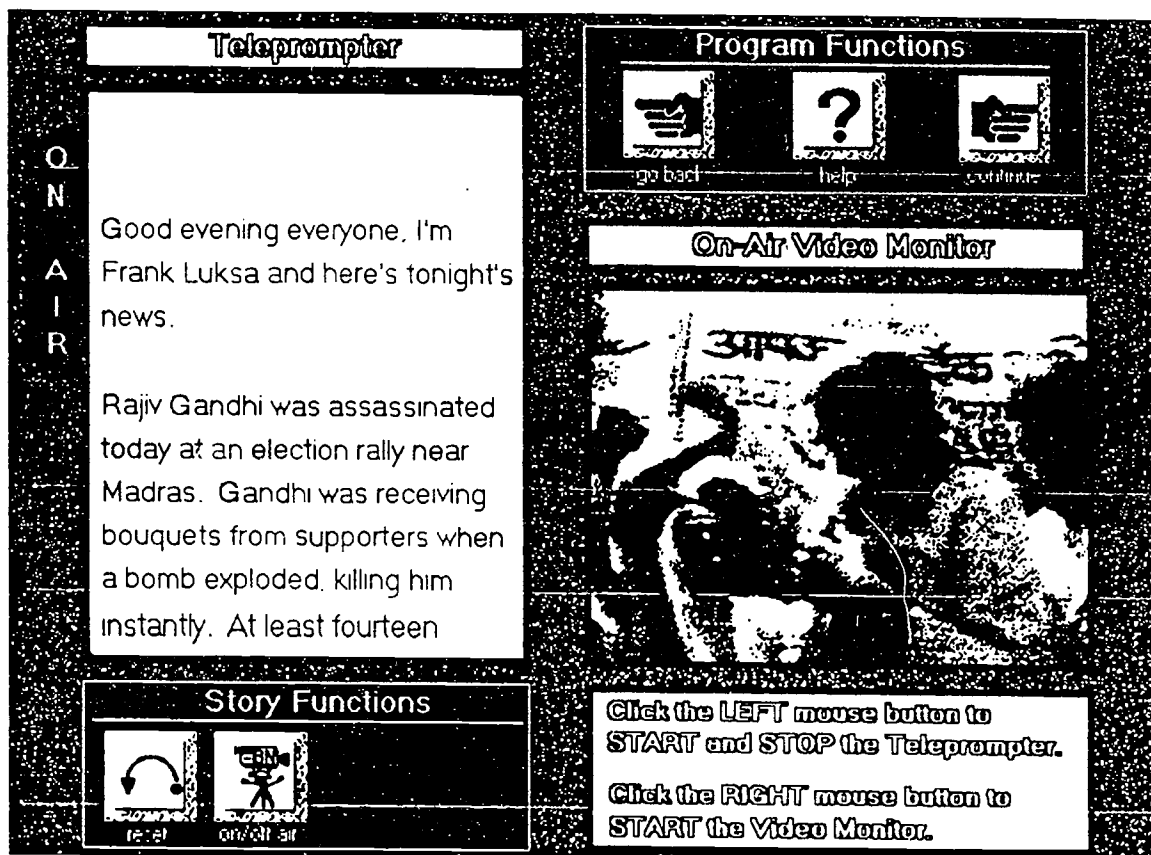 Teleprompter
ON AIR
Good evening everyone, I'm
Frank Luksa and here's tonight's
news.
Rajiv Gandhi was assassinated
today at an election rally near
Madras. Gandhi was receiving
bouquets from supporters when
a bomb exploded, killing him
instantly. At least fourteen
Story Functions
reset
on/off air
Program Functions
?
go back
help
continue
On-Air Video Monitor
Click the LEFT mouse button to
START and STOP the Teleprompter.
Click the RIGHT mouse button to
START the Video Monitor.